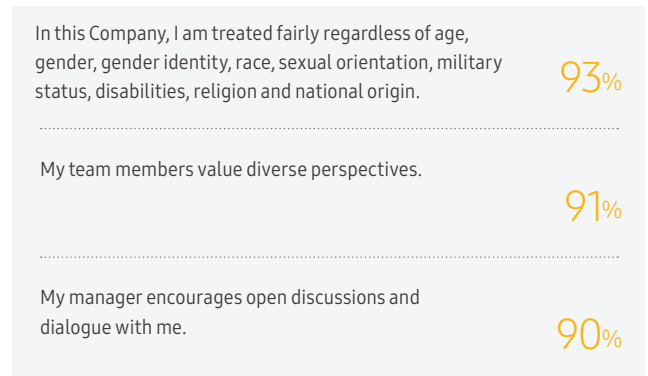 In this Company, I am treated fairly regardless of age,
gender, gender identity, race, sexual orientation, military
status, disabilities, religion and national origin.
93%
My team members value diverse perspectives.
91%
My manager encourages open discussions and
dialogue with me.
90%